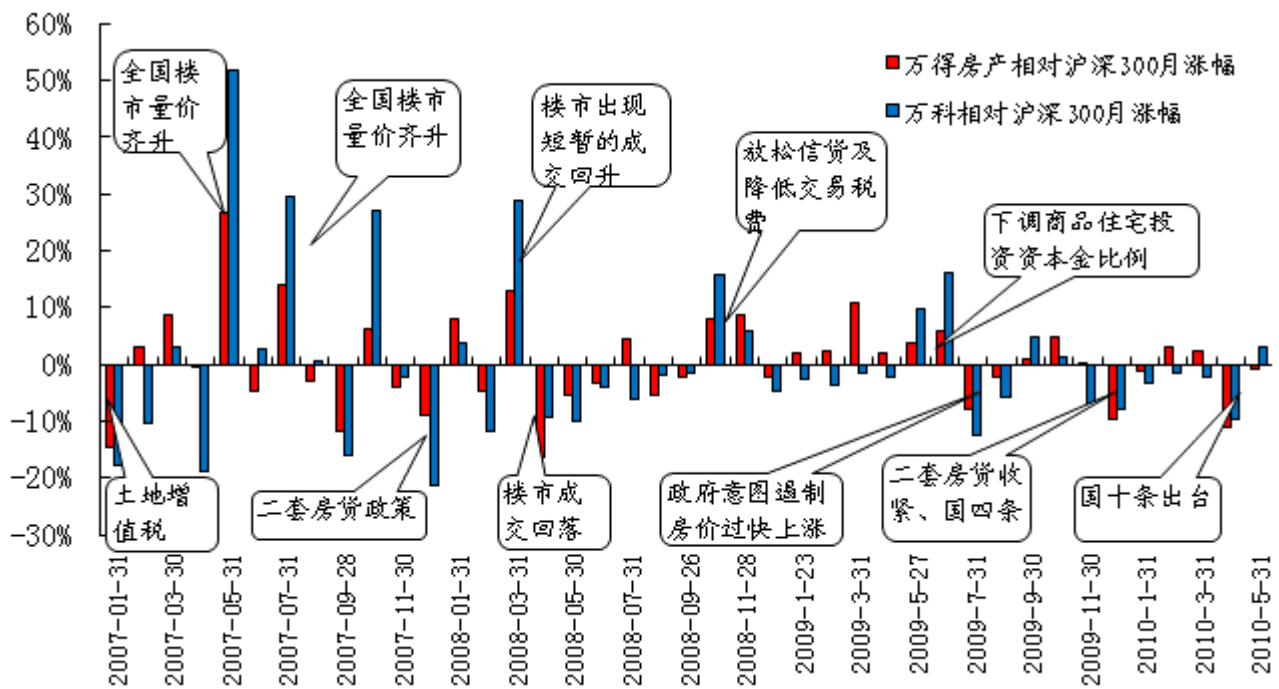 60%
50%
40%
30%
20%
10%
0%
-10%
-20%
-30%
万得房产相对沪深300月涨幅
万科相对沪深300月涨幅
全国楼
市量价
齐升
全国楼市
量价齐升
楼市出现
短暂的成
交回升
放松信贷及
降低交易税
费
下调商品住宅投
资资本金比例
土地增
值税
二套房贷政策
楼市成
交回落
政府意图遏制
房价过快上涨
二套房贷收
紧、国四条
国十条出台
2007-01-31
2007-03-30
2007-05-31
2007-07-31
2007-09-28
2007-11-30
2008-01-31
2008-03-31
2008-05-30
2008-07-31
2008-09-26
2008-11-28
2009-1-23
2009-3-31
2009-5-27
2009-7-31
2009-9-30
2009-11-30
2010-1-31
2010-3-31
2010-5-31